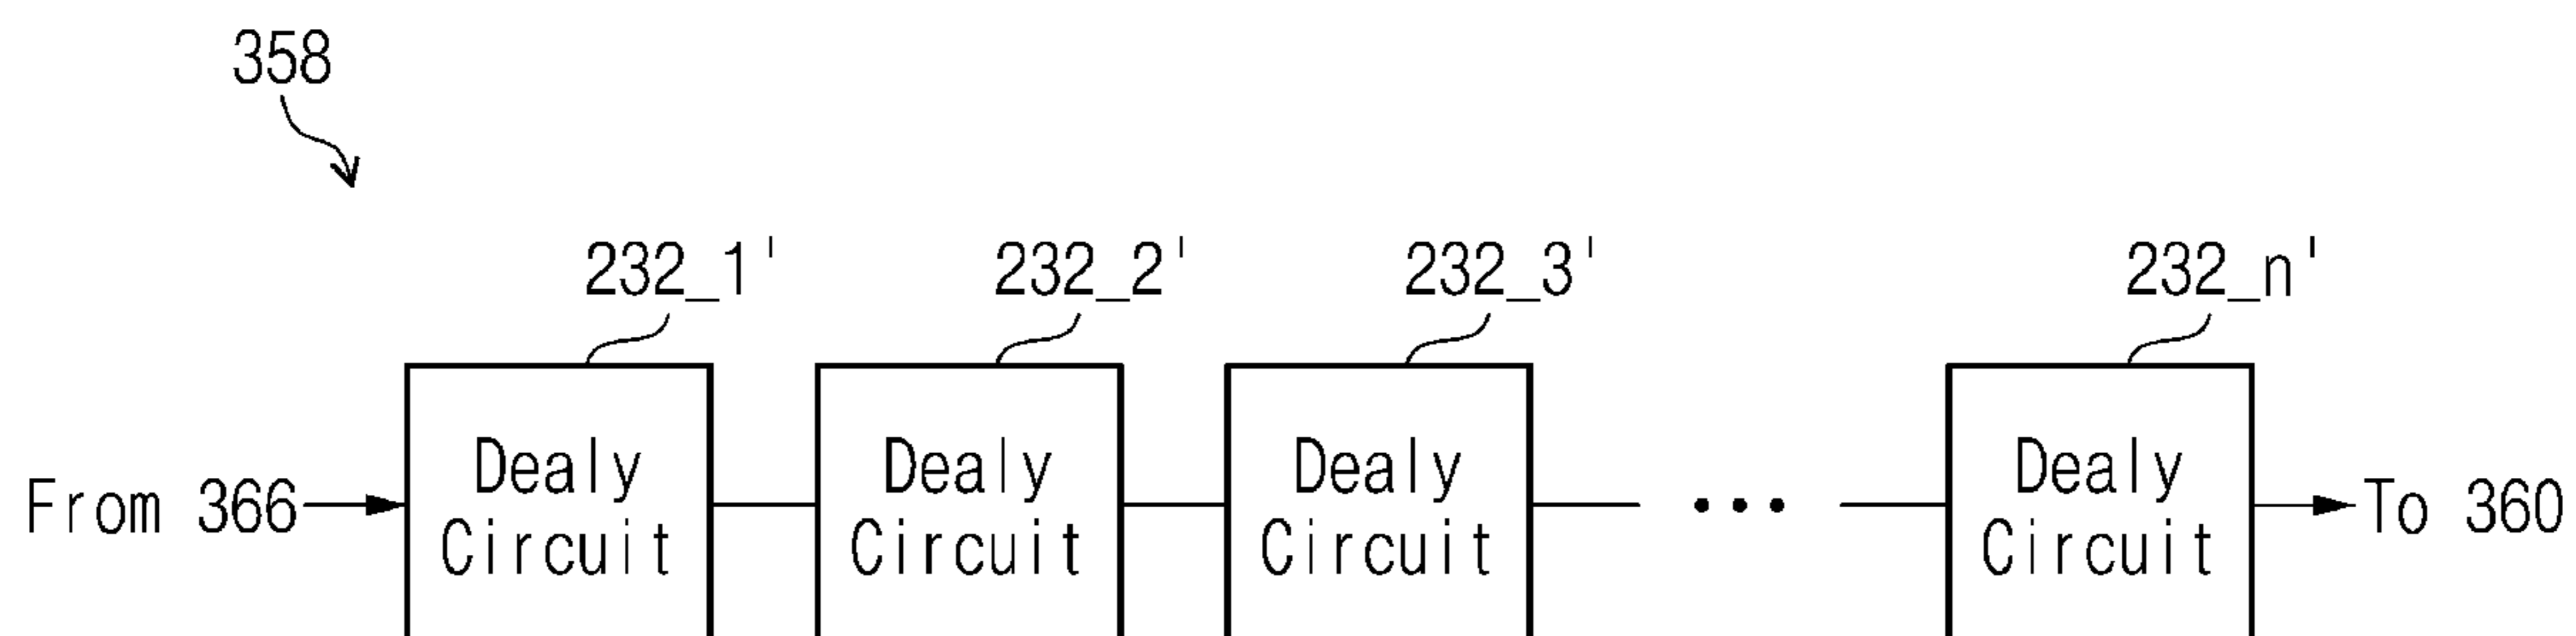 358
232_1' 232_2' 232_3' 232_n'
From 366 Dealy Circuit Dealy Circuit Dealy Circuit ••• Dealy Circuit To 360